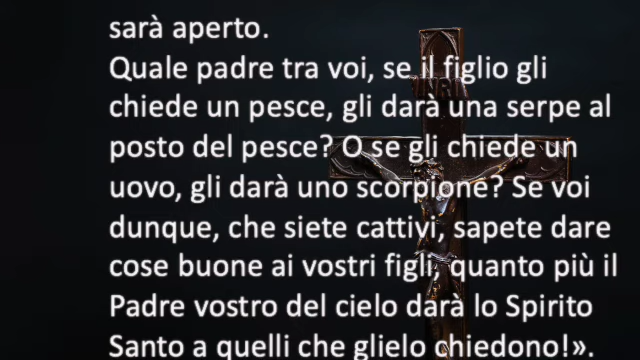 sarà aperto.
Quale padre tra voi, se il figlio gli
chiede un pesce, gli darà una serpe al
posto del pesce? O se gli chiede un
uovo, gli darà uno scorpione? Se voi
dunque, che siete cattivi, sapete dare
cose buone ai vostri figli, quanto più il
Padre vostro del cielo darà lo Spirito
Santo a quelli che glielo chiedono!».
INRI